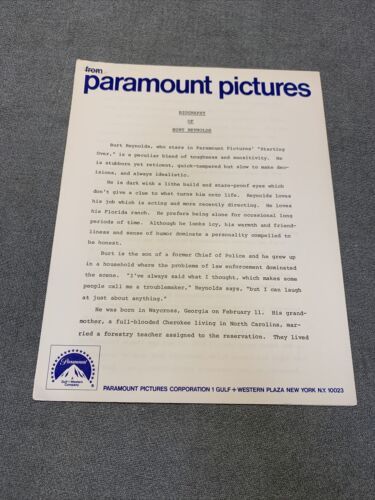 from
paramount pictures
BIOGRAPHY
OF
BURT REYNOLDS
Burt Reynolds, who stars in Paramount Pictures' "Starting
Over," is a peculiar blend of toughness and sensitivity. He
is stubborn yet reticent, quick-tempered but slow to make dec-
isions, and always idealistic.
He is dark with a lithe build and stare-proof eyes which
don't give a clue to what turns him onto life. Reynolds loves
his job which is acting and more recently directing. He loves
his Florida ranch. He prefers being alone for occasional long
periods of time. Although he looks icy, his warmth and friend-
liness and sense of humor dominate a personality compelled to
be honest.
Burt is the son of a former Chief of Police and he grew up
in a household where the problems of law enforcement dominated
the scene. "I've always said what I thought, which makes some
people call me a troublemaker," Reynolds says, "but I can laugh
at just about anything."
He was born in Waycross, Georgia on February 11. His grand-
mother, a full-blooded Cherokee living in North Carolina, mar-
ried a forestry teacher assigned to the reservation. They lived
Paramount
A
Gulf+Western
Company
PARAMOUNT PICTURES CORPORATION 1 GULF + WESTERN PLAZA NEW YORK N.Y. 10023